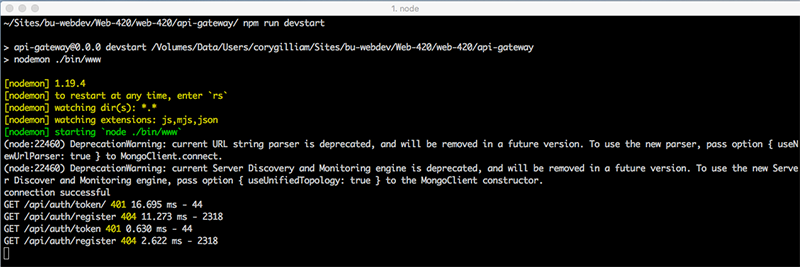 1. node
~/Sites/bu-webdev/Web-420/web-420/api-gateway/ npm run devstart
> api-gateway@0.0.0 devstart /Volumes/Data/Users/corygilliam/Sites/bu-webdev/Web-420/web-420/api-gateway
> nodemon ./bin/www
[nodemon] 1.19.4
[nodemon] to restart at any time, enter `rs`
[nodemon] watching dir(s): *.*
[nodemon] watching extensions: js,mjs,json
[nodemon] starting `node ./bin/www`
(node:22460) DeprecationWarning: current URL string parser is deprecated, and will be removed in a future version. To use the new parser, pass option { useN
ewUrlParser: true } to MongoClient.connect.
(node:22460) DeprecationWarning: current Server Discovery and Monitoring engine is deprecated, and will be removed in a future version. To use the new Serve
r Discover and Monitoring engine, pass option { useUnifiedTopology: true } to the MongoClient constructor.
connection successful
GET /api/auth/token/ 401 16.695 ms - 44
GET /api/auth/register 404 11.273 ms - 2318
GET /api/auth/token 401 0.630 ms - 44
GET /api/auth/register 404 2.622 ms - 2318